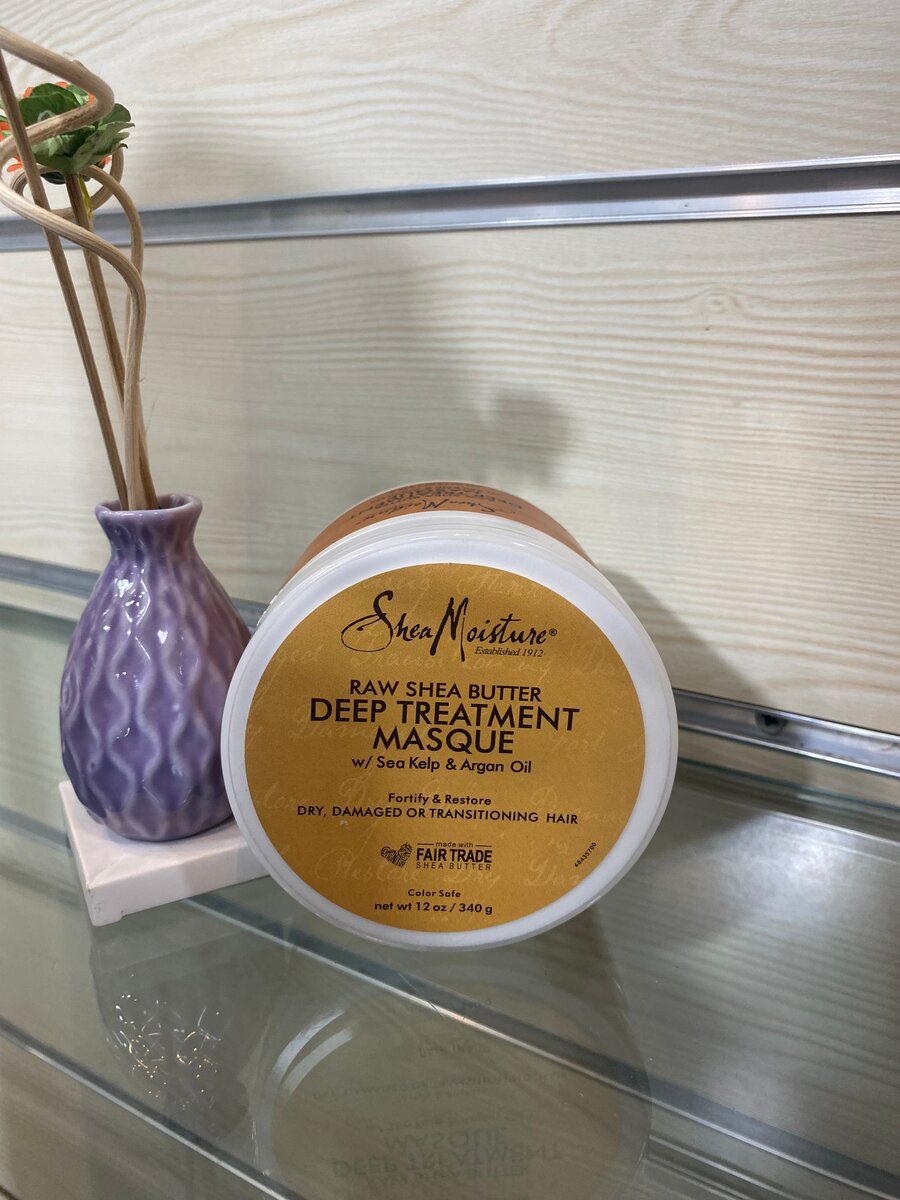 SheaMoisture®
Established 1912
RAW SHEA BUTTER
DEEP TREATMENT
MASQUE
w/ Sea Kelp & Argan Oil
Fortify & Restore
DRY, DAMAGED OR TRANSITIONING HAIR
made with
FAIR TRADE
SHEA BUTTER
48435700
Color Safe
net wt 12 oz / 340 g